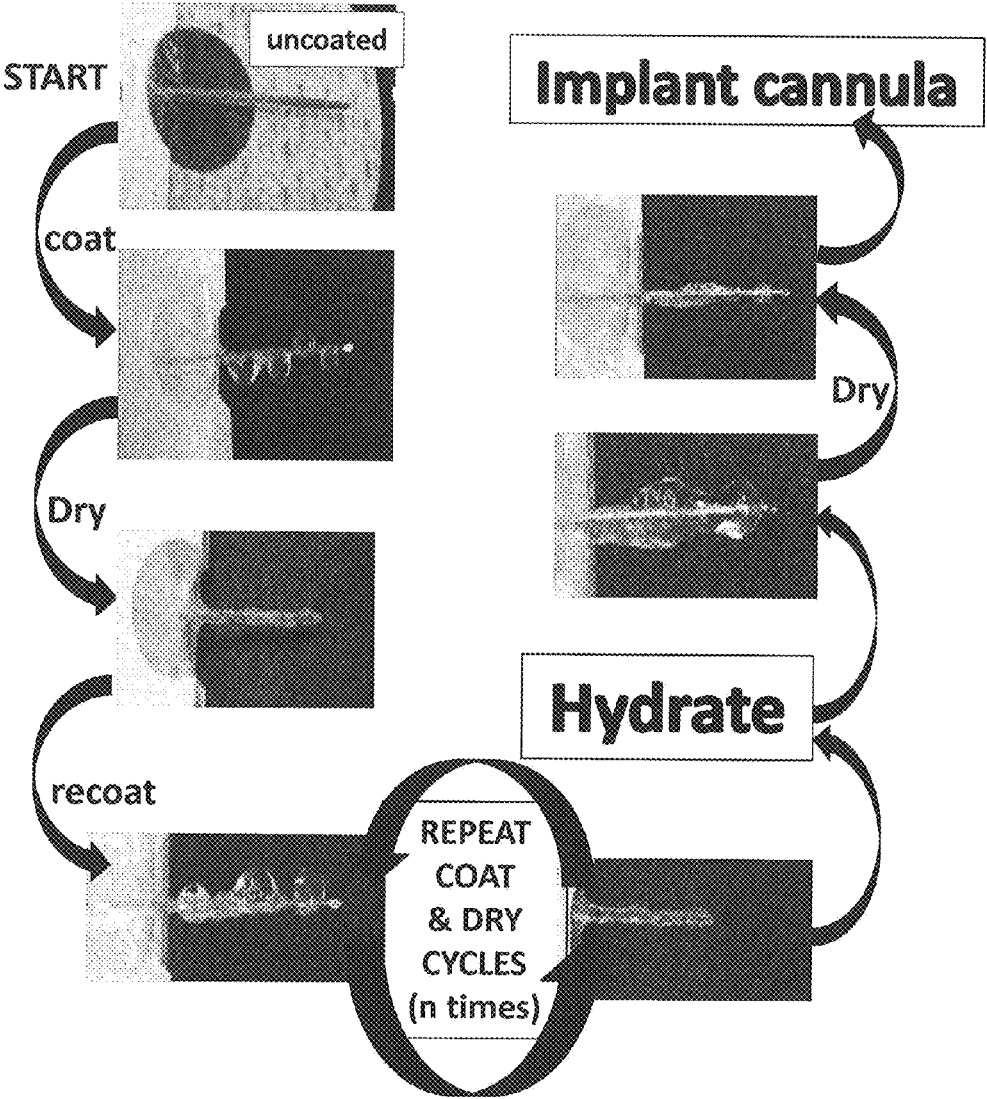 START
uncoated
coat
Dry
recoat
REPEAT
COAT
& DRY
CYCLES
(n times)
Hydrate
Dry
Implant cannula